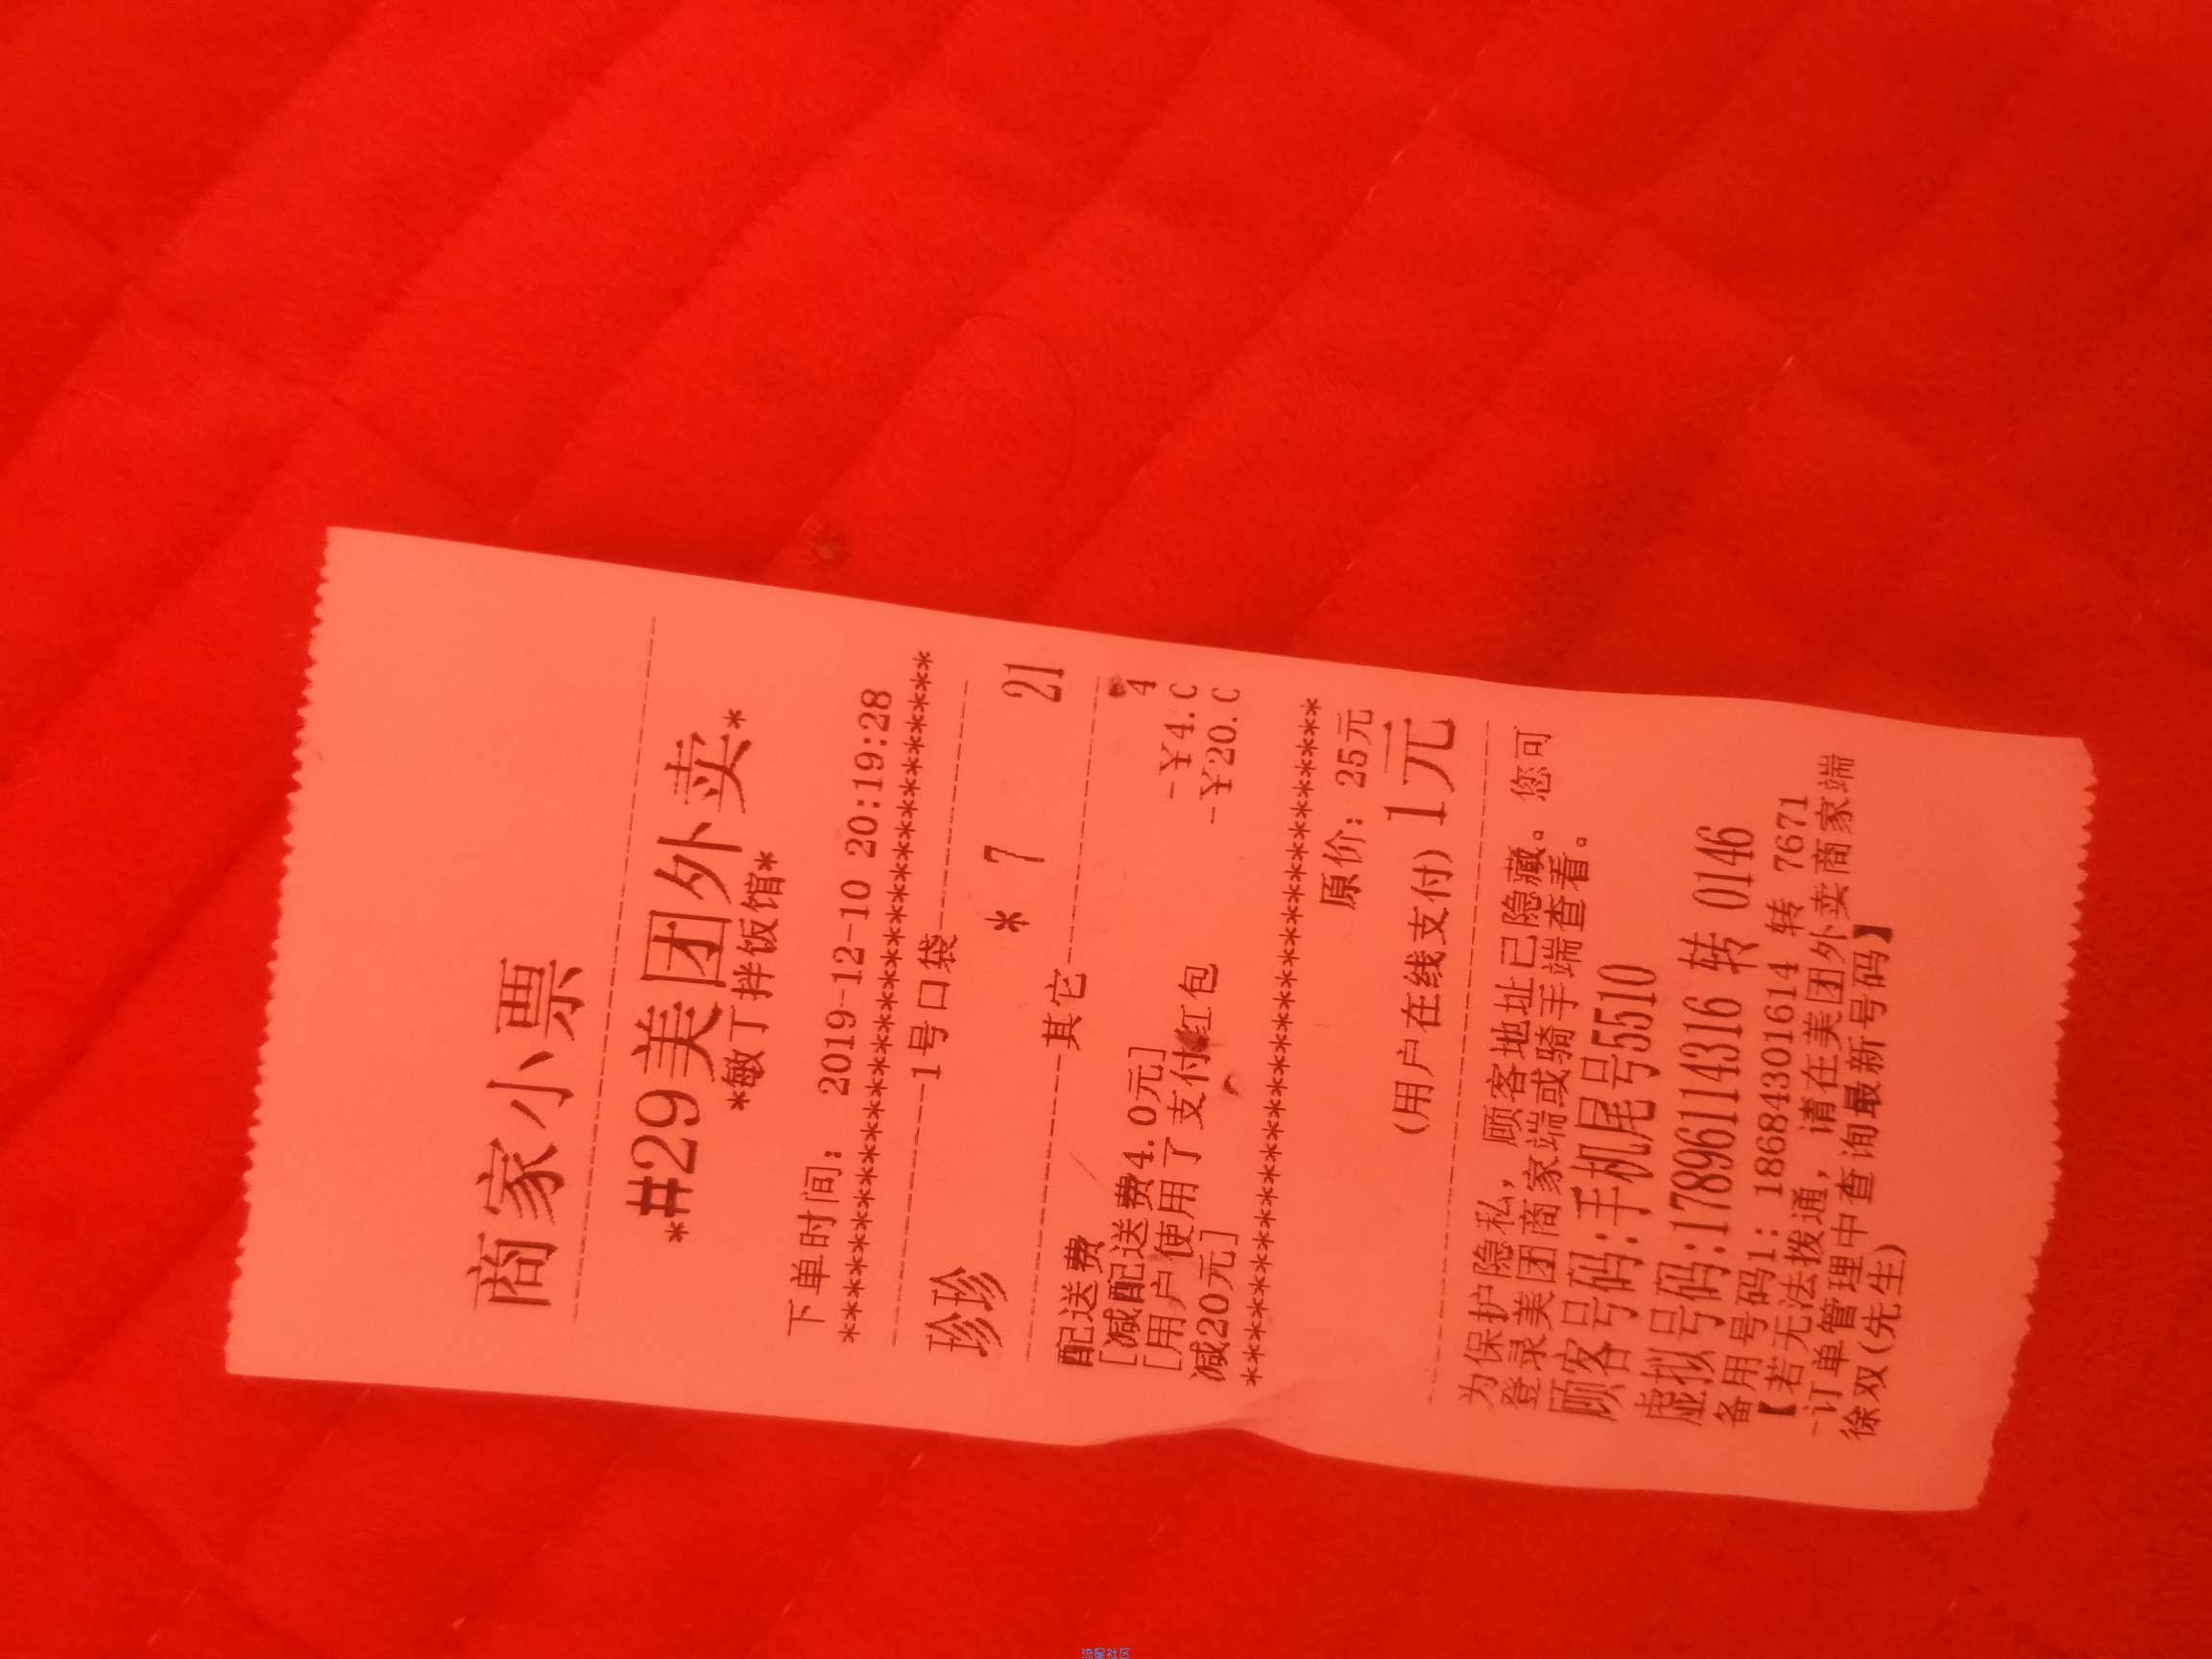 商家小票
*#29美团外卖*
*敏丁拌饭馆*
下单时间： 2019-12-10 20:19:28
********************************
1号口袋
珍珍 * 7 21
其它
配送费 4
[减配送费4.0元] -￥4.0
[用户使用了支付红包 -￥20.0
减20元]
********************************
原价：25元
(用户在线支付) 1元
为保护隐私，顾客地址已隐藏。您可
登录美团商家端或骑手端查看。
顾客号码:手机尾号5510
虚拟号码:17896114316 转 0146
备用号码1：18684301614 转 7671
【若无法拨通，请在美团外卖商家端
-订单管理中查询最新号码】
徐双(先生)
流星社区